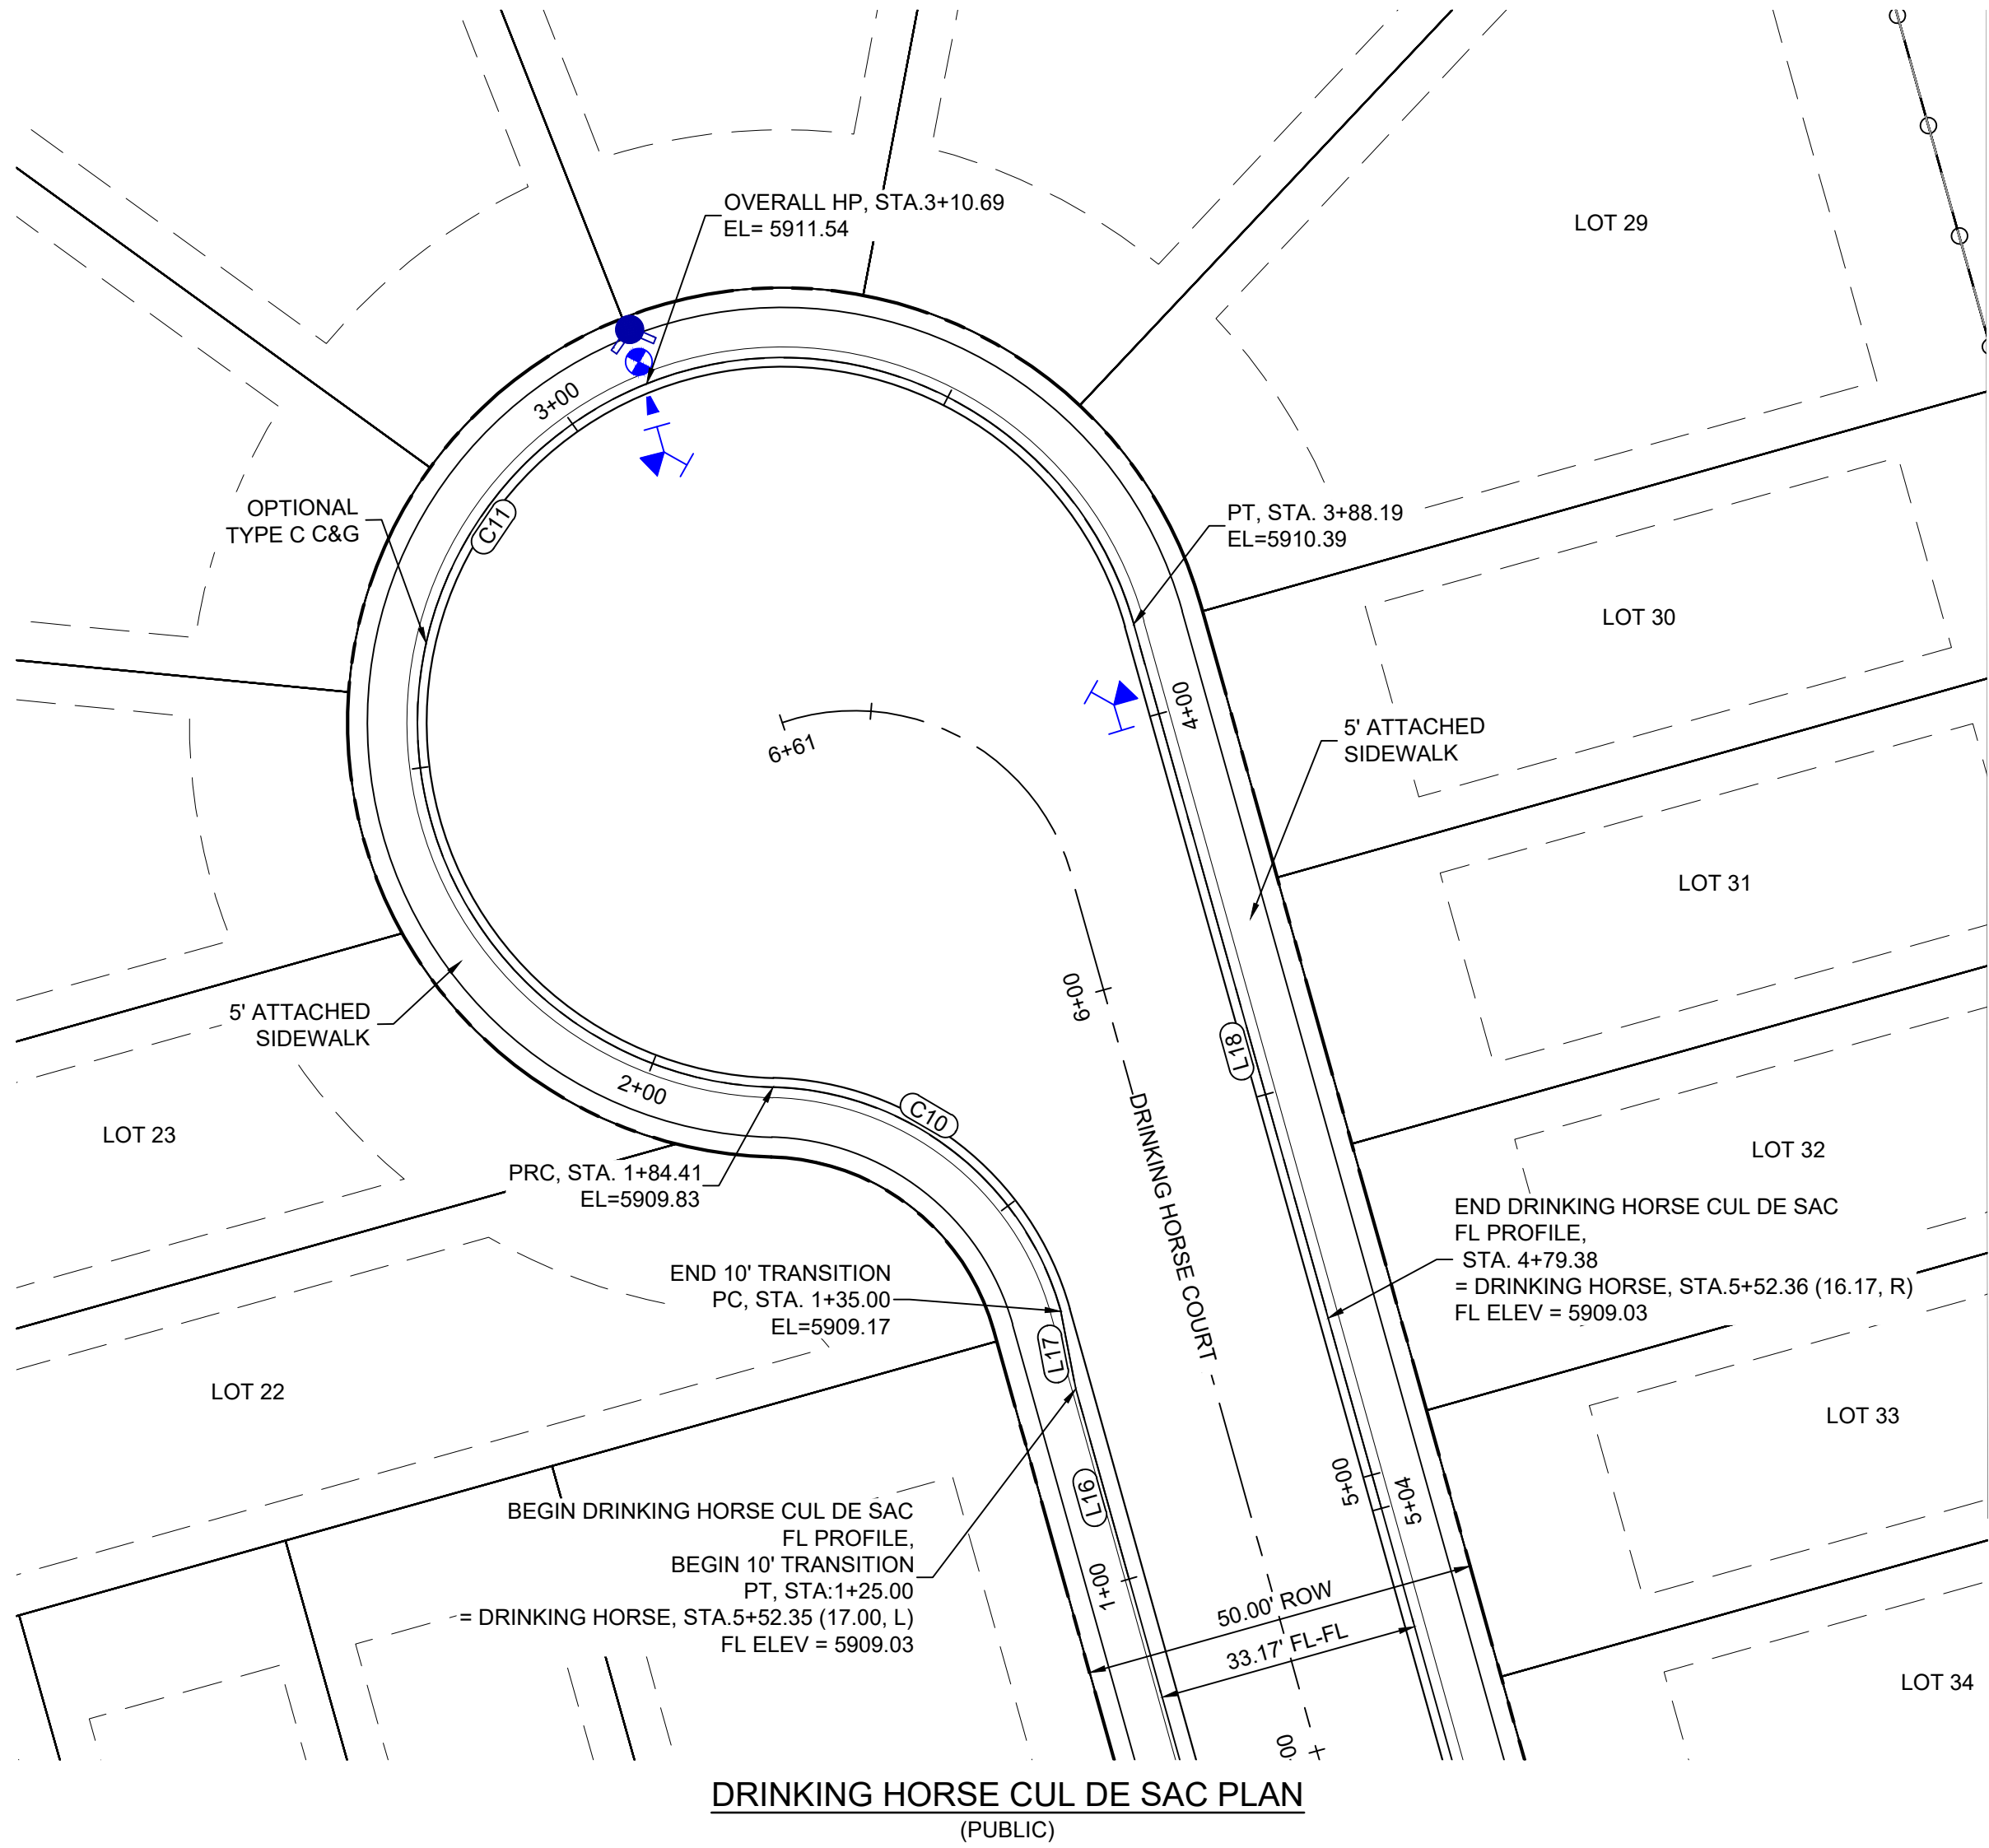 OVERALL HP, STA.3+10.69
EL= 5911.54
LOT 29
3+00
OPTIONAL
TYPE C C&G
C11
PT, STA. 3+88.19
EL=5910.39
LOT 30
4+00
6+61
5' ATTACHED
SIDEWALK
LOT 31
6+00
5' ATTACHED
SIDEWALK
L18
2+00
C10
LOT 23
DRINKING HORSE COURT
LOT 32
PRC, STA. 1+84.41
EL=5909.83
END DRINKING HORSE CUL DE SAC
FL PROFILE,
STA. 4+79.38
= DRINKING HORSE, STA.5+52.36 (16.17, R)
FL ELEV = 5909.03
END 10' TRANSITION
PC, STA. 1+35.00
EL=5909.17
L17
LOT 22
LOT 33
L16
5+00
5+04
BEGIN DRINKING HORSE CUL DE SAC
FL PROFILE,
BEGIN 10' TRANSITION
PT, STA:1+25.00
= DRINKING HORSE, STA.5+52.35 (17.00, L)
FL ELEV = 5909.03
1+00
50.00' ROW
33.17' FL-FL
LOT 34
00
DRINKING HORSE CUL DE SAC PLAN
(PUBLIC)